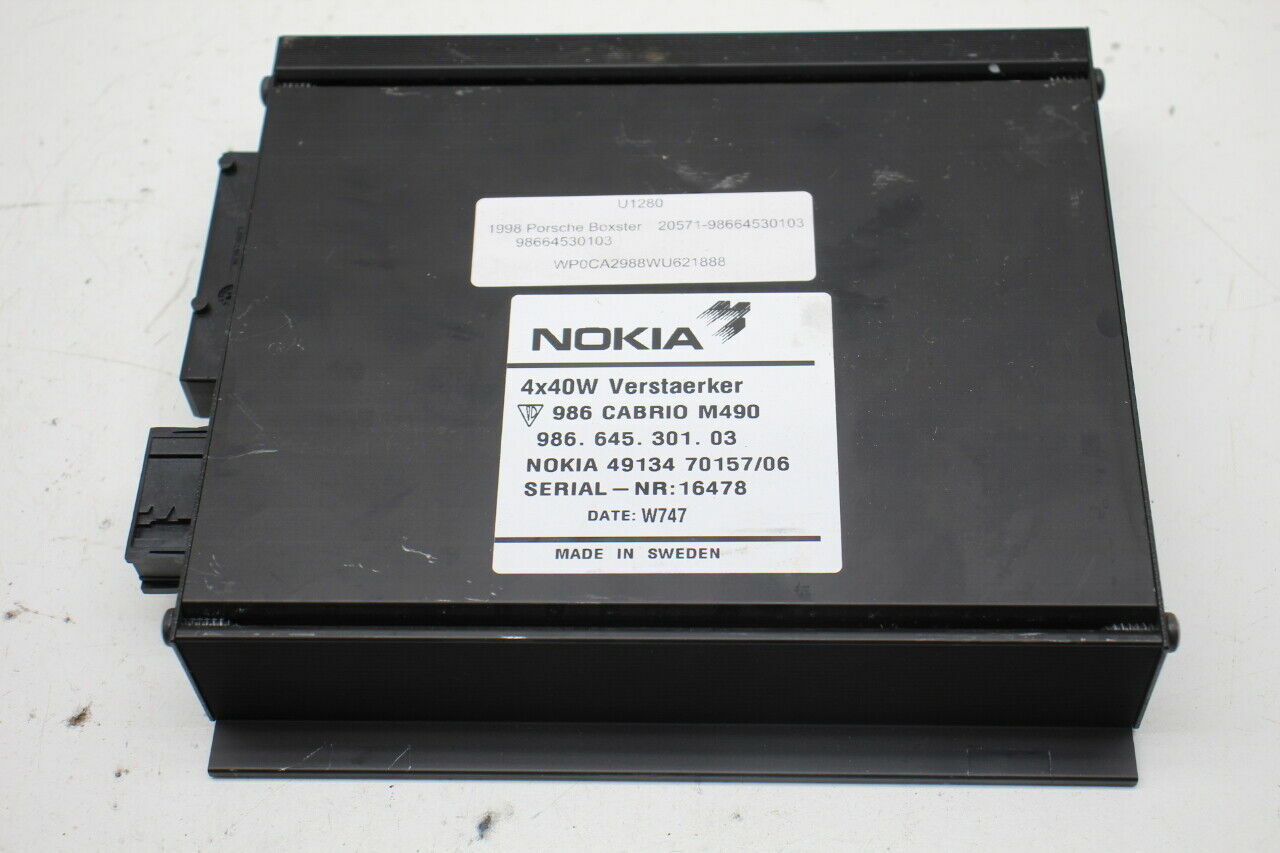 U1280
1998 Porsche Boxster 20571-98664530103
98664530103
WP0CA2988WU621888
NOKIA
4x40W Verstaerker
986 CABRIO M490
986. 645. 301. 03
NOKIA 49134 70157/06
SERIAL – NR: 16478
DATE: W747
MADE IN SWEDEN